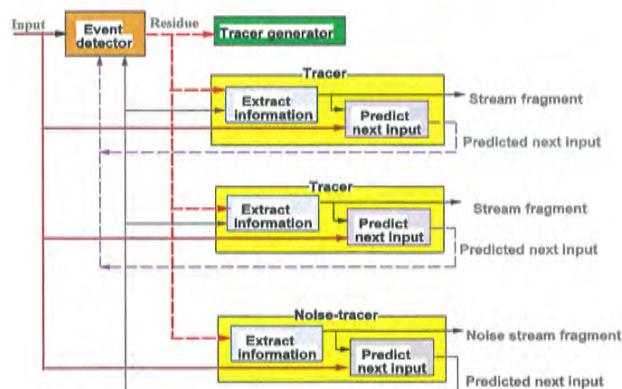 Input
Event
detector
Residue
Tracer generator
Tracer
Extract
information
Predict
next input
Stream fragment
Predicted next input
Tracer
Extract
information
Predict
next input
Stream fragment
Predicted next input
Noise-tracer
Extract
information
Predict
next input
Noise stream fragment
Predicted next input